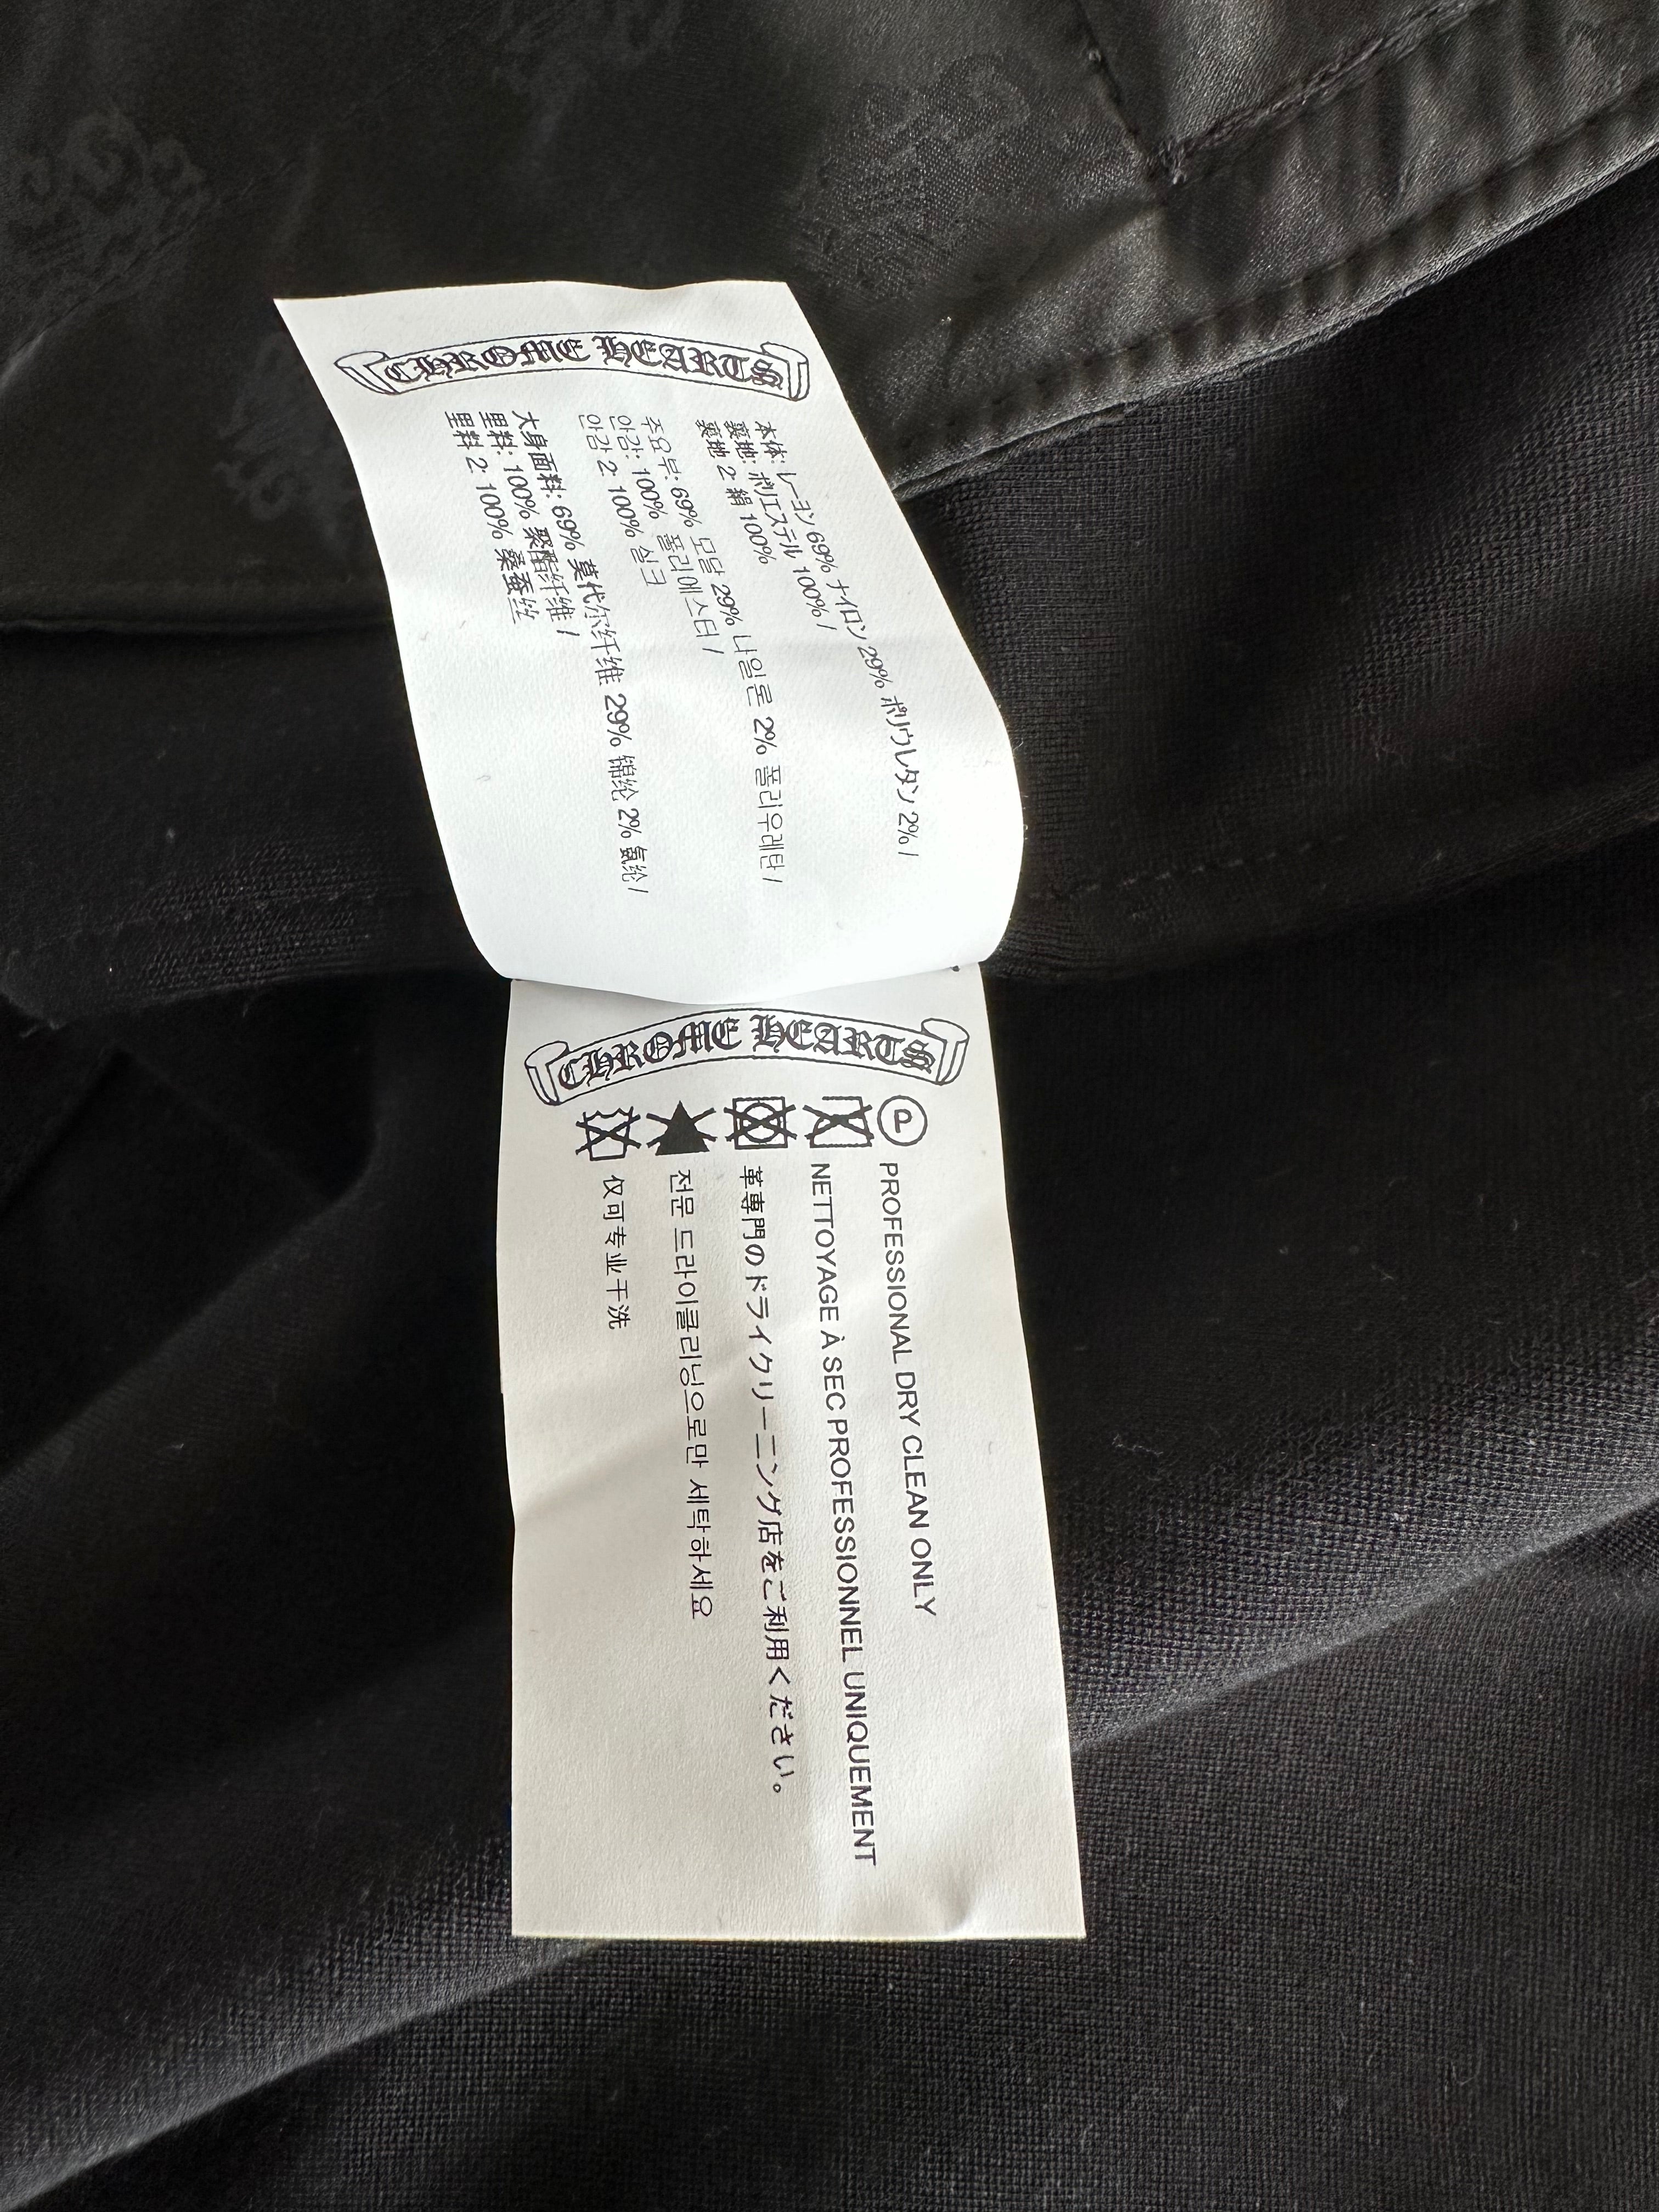 CHROME HEARTS
本体: レーヨン 69% ナイロン 29% ポリウレタン 2% /
裏地: ポリエステル 100% /
裏地 2: 絹 100%
주요부: 69% 모달 29% 나일론 2% 폴리우레탄 /
안감: 100% 폴리에스터 /
안감 2: 100% 실크
大身面料: 69% 莫代尔纤维 29% 锦纶 2% 氨纶 /
里料: 100% 聚酯纤维 /
里料 2: 100% 桑蚕丝
CHROME HEARTS
P PROFESSIONAL DRY CLEAN ONLY
NETTOYAGE À SEC PROFESSIONNEL UNIQUEMENT
革専門のドライクリーニング店をご利用ください。
전문 드라이클리닝으로만 세탁하세요
仅可专业干洗